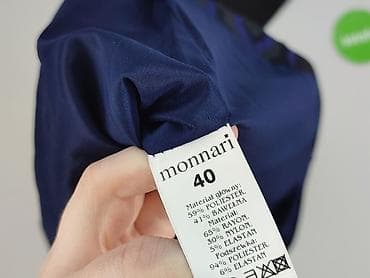 monnari
40
Materiał główny:
59% POLIESTER,
41% BAWEŁNA
Materiał:
65% RAYON,
30% NYLON,
5% ELASTAN
Podszewka:
94% POLIESTER
6% ELASTAN